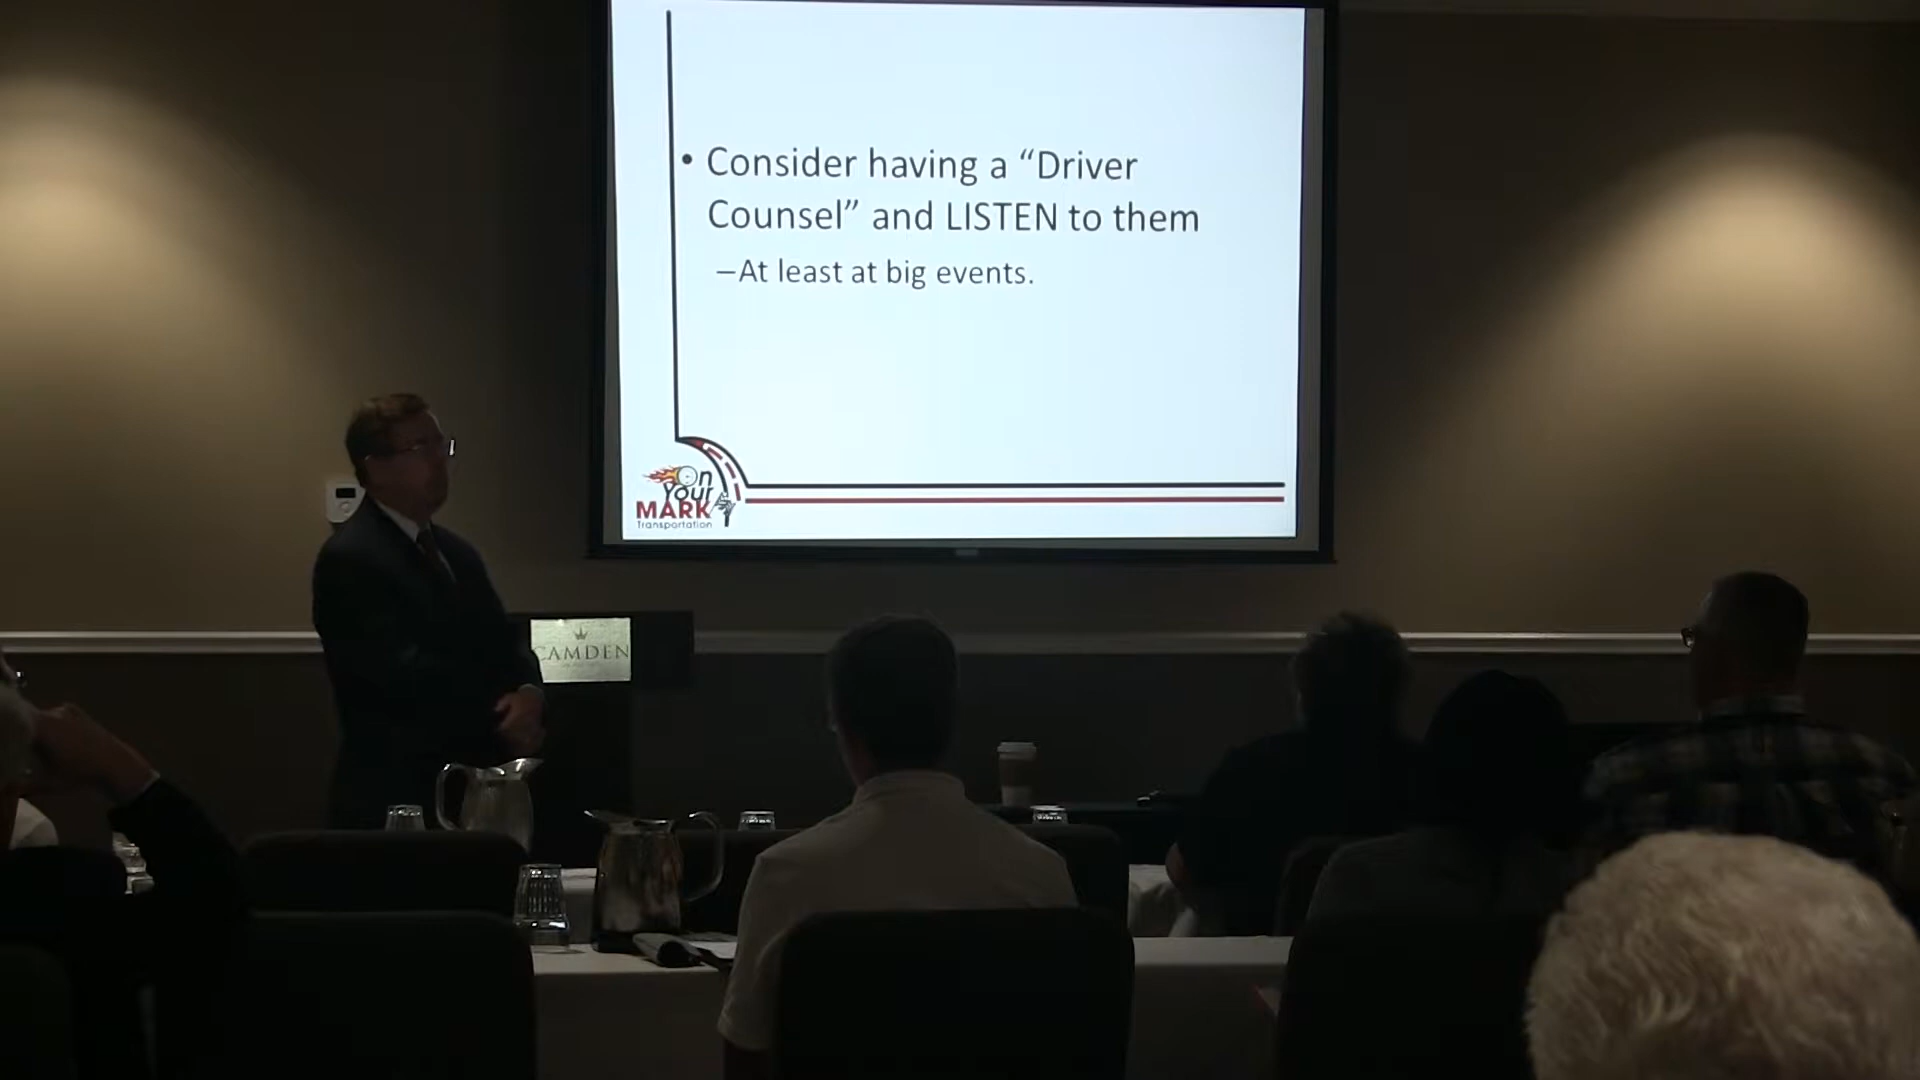 • Consider having a “Driver
Counsel” and LISTEN to them
–At least at big events.
On
Your
MARK
Transportation
CAMDEN